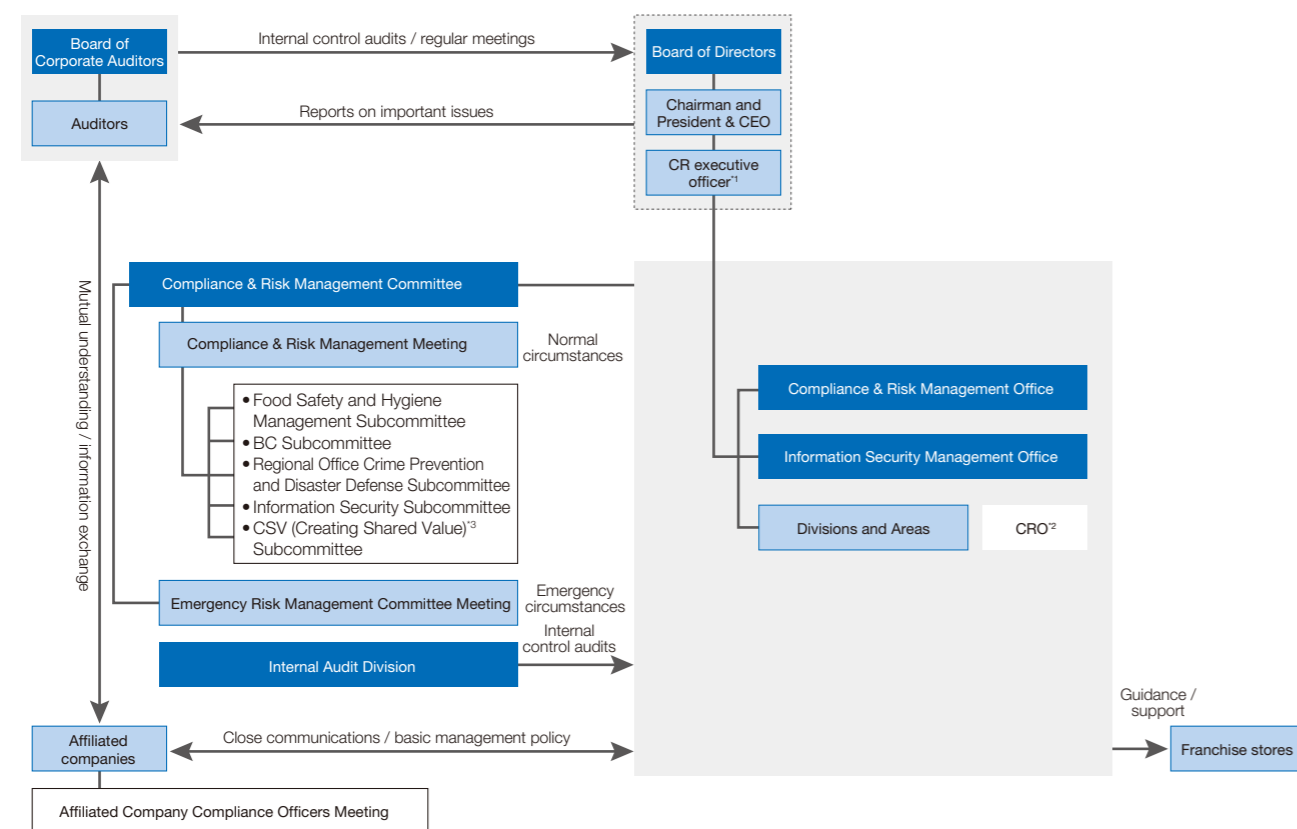 Board of
Corporate Auditors
Internal control audits / regular meetings
Board of Directors
Auditors
Reports on important issues
Chairman and
President & CEO
CR executive
officer*1
Mutual understanding / information exchange
Compliance & Risk Management Committee
Compliance & Risk Management Meeting
Normal
circumstances
• Food Safety and Hygiene
Management Subcommittee
• BC Subcommittee
• Regional Office Crime Prevention
and Disaster Defense Subcommittee
• Information Security Subcommittee
• CSV (Creating Shared Value)*3
Subcommittee
Compliance & Risk Management Office
Information Security Management Office
Divisions and Areas
CRO*2
Emergency Risk Management Committee Meeting
Emergency
circumstances
Internal Audit Division
Internal
control audits
Affiliated
companies
Close communications / basic management policy
Guidance /
support
Franchise stores
Affiliated Company Compliance Officers Meeting